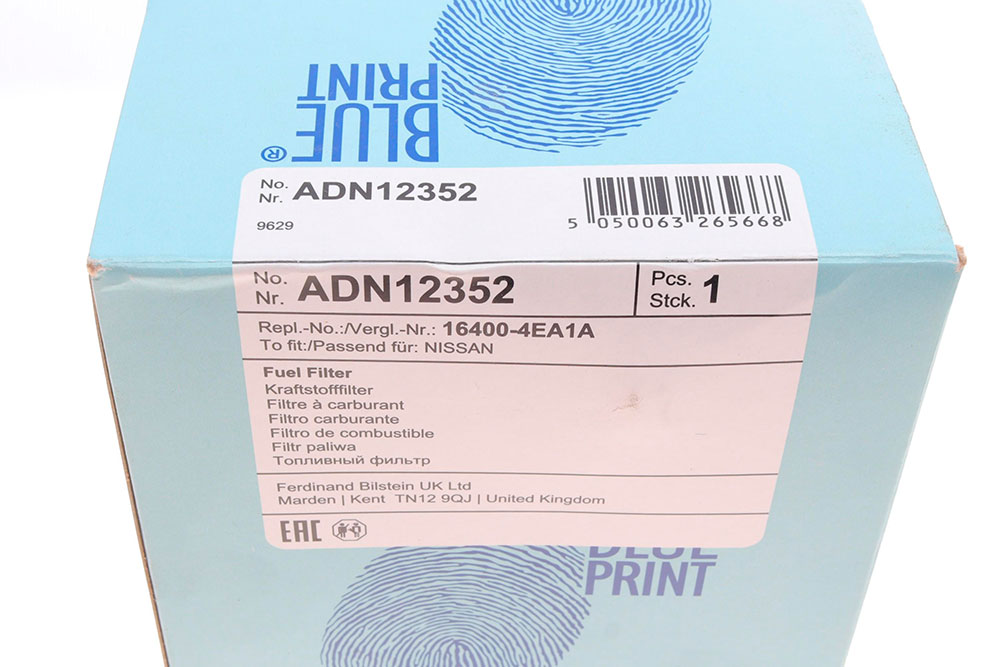 BLUE
PRINT
®
No.
Nr. ADN12352
9629
5 050063 265668
No.
Nr. ADN12352
Pcs.
Stck. 1
Repl.-No.:/Vergl.-Nr.: 16400-4EA1A
To fit:/Passend für: NISSAN
Fuel Filter
Kraftstofffilter
Filtre à carburant
Filtro carburante
Filtro de combustible
Filtr paliwa
Топливный фильтр
Ferdinand Bilstein UK Ltd
Marden | Kent TN12 9QJ | United Kingdom
EAC
BLUE
PRINT